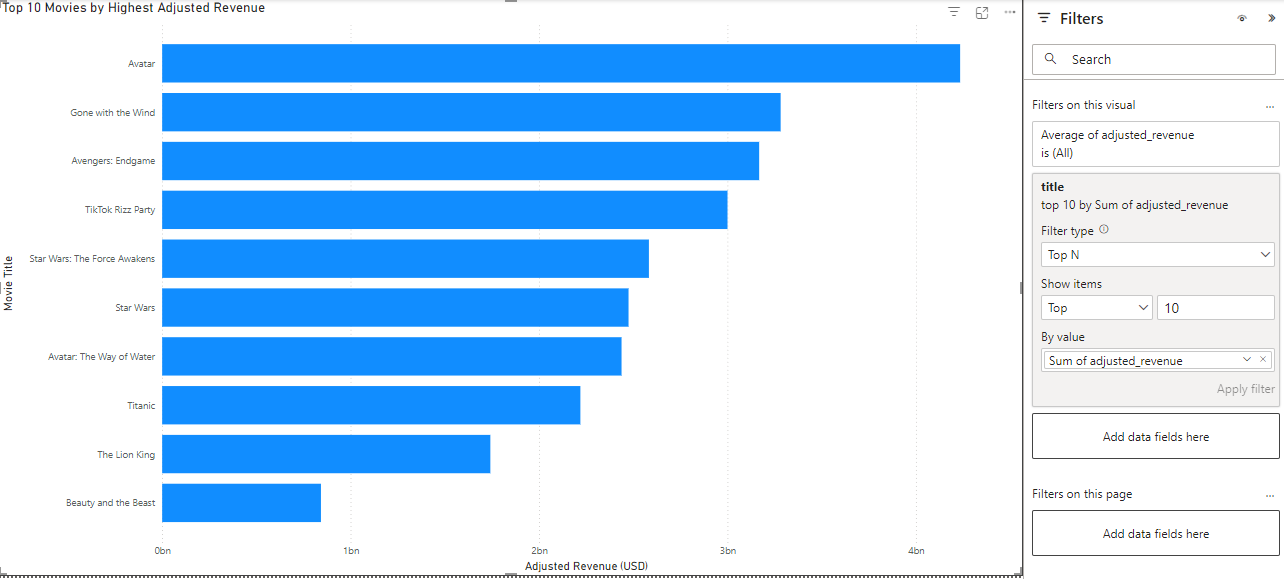 Top 10 Movies by Highest Adjusted Revenue
Movie Title
Avatar
Gone with the Wind
Avengers: Endgame
TikTok Rizz Party
Star Wars: The Force Awakens
Star Wars
Avatar: The Way of Water
Titanic
The Lion King
Beauty and the Beast
0bn 1bn 2bn 3bn 4bn
Adjusted Revenue (USD)
Filters
Search
Filters on this visual
Average of adjusted_revenue
is (All)
title
top 10 by Sum of adjusted_revenue
Filter type
Top N
Show items
Top 10
By value
Sum of adjusted_revenue
Apply filter
Add data fields here
Filters on this page
Add data fields here